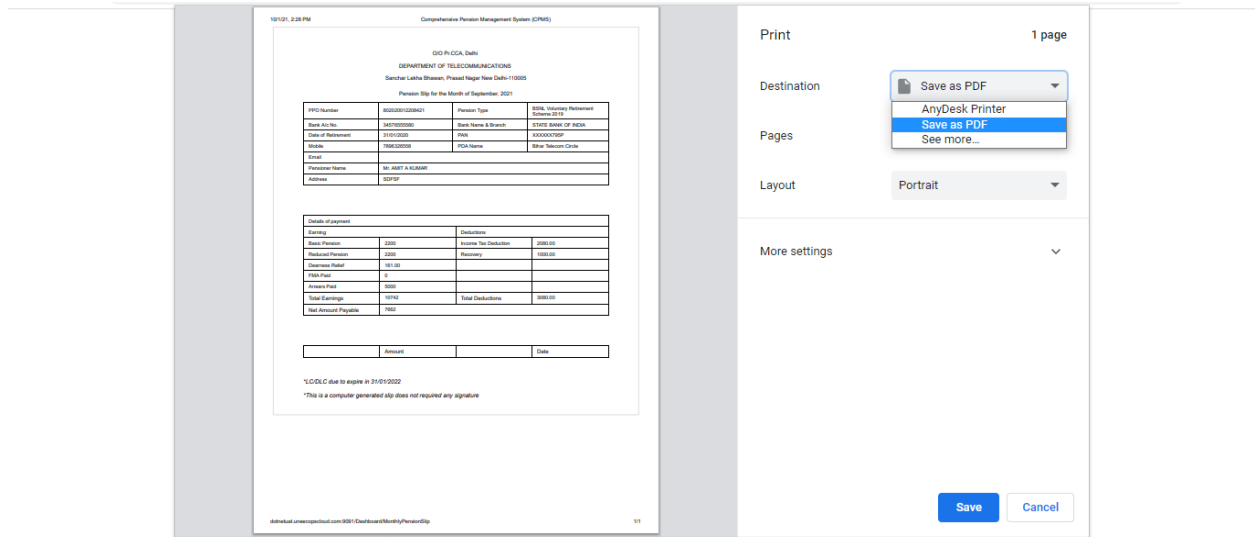 10/1/21, 2:28 PM Comprehensive Pension Management System (CPMS)
O/O Pr.CCA, Delhi
DEPARTMENT OF TELECOMMUNICATIONS
Sanchar Lekha Bhawan, Prasad Nagar New Delhi-110005
Pension Slip for the Month of September, 2021
PPO Number 802020012208421 Pension Type BSNL Voluntary Retirement Scheme 2019
Bank A/c No. 34576555580 Bank Name & Branch STATE BANK OF INDIA
Date of Retirement 31/01/2020 PAN XXXXXX795P
Mobile 7896326558 PDA Name Bihar Telecom Circle
Email
Pensioner Name Mr. AMIT A KUMAR
Address SDFSF
Details of payment
Earning Deductions
Basic Pension 2200 Income Tax Deduction 2080.00
Reduced Pension 2200 Recovery 1000.00
Dearness Relief 161.00
FMA Paid 0
Arrears Paid 5000
Total Earnings 10742 Total Deductions 3080.00
Net Amount Payable 7662
Amount Date
*LC/DLC due to expire in 31/01/2022
*This is a computer generated slip does not required any signature
1/1
Print 1 page
Destination Save as PDF
AnyDesk Printer
Save as PDF
See more...
Pages
Layout Portrait
More settings
Save Cancel